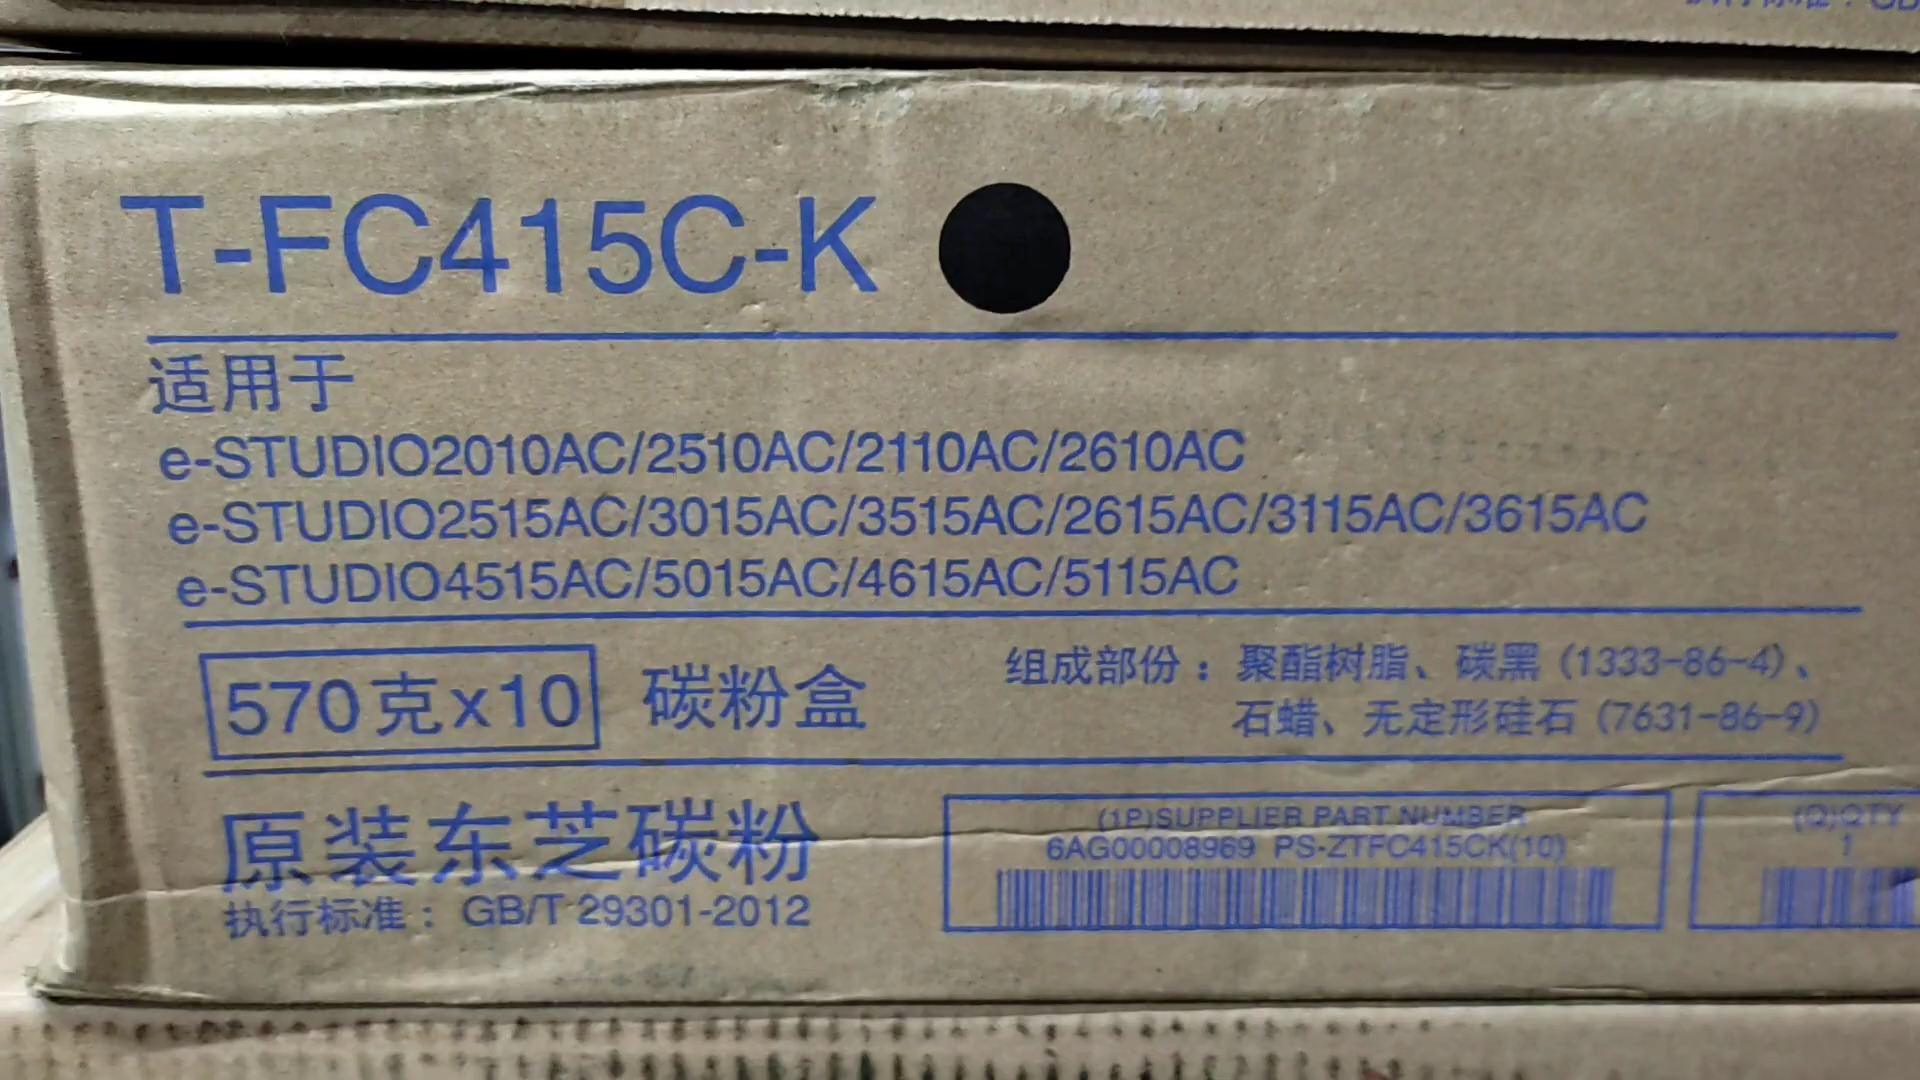 T-FC415C-K
适用于
e-STUDIO2010AC/2510AC/2110AC/2610AC
e-STUDIO2515AC/3015AC/3515AC/2615AC/3115AC/3615AC
e-STUDIO4515AC/5015AC/4615AC/5115AC
570克x10 碳粉盒
组成部份：聚酯树脂、碳黑 (1333-86-4)、
石蜡、无定形硅石 (7631-86-9)
原装东芝碳粉
执行标准：GB/T 29301-2012
(1P)SUPPLIER PART NUMBER
6AG00008969 PS-ZTFC415CK(10)
(Q)QTY
1